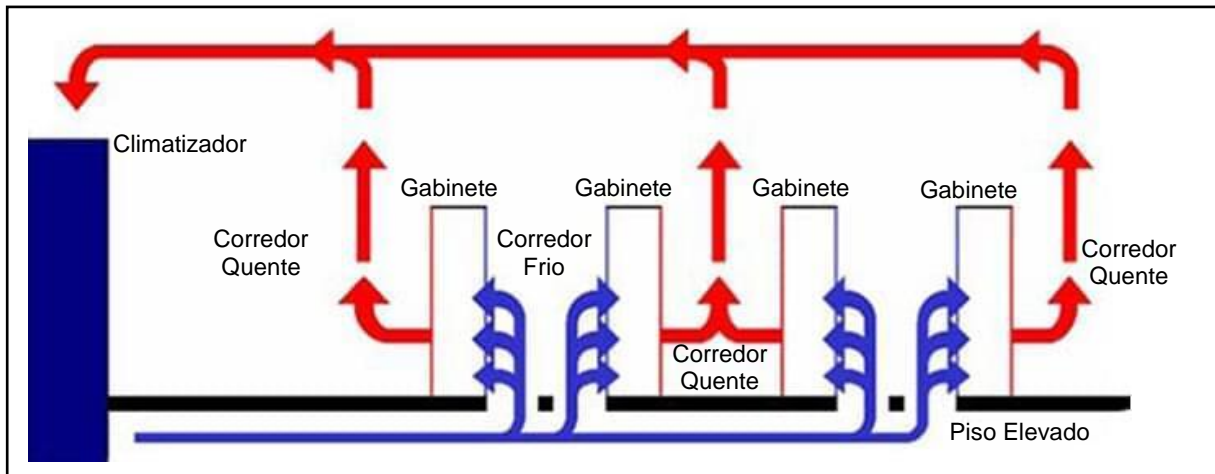 Climatizador
Gabinete
Gabinete
Gabinete
Gabinete
Corredor
Quente
Corredor
Frio
Corredor
Quente
Corredor
Quente
Piso Elevado